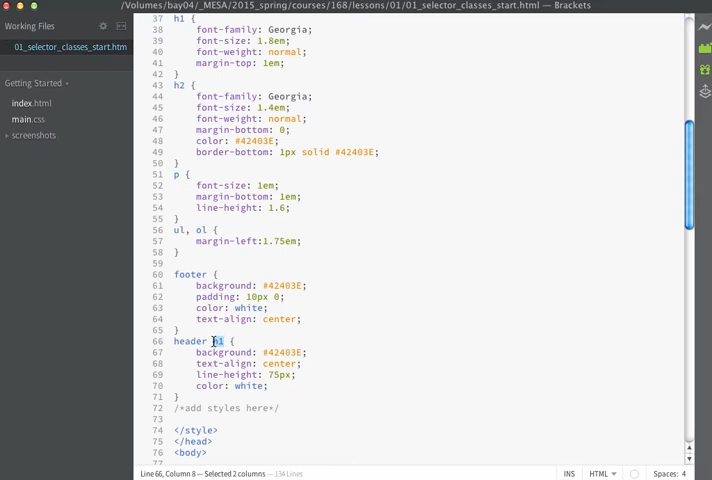 /Volumes/bay04/_MESA/2015_spring/courses/168/lessons/01/01_selector_classes_start.html — Brackets
Working Files
01_selector_classes_start.htm
Getting Started
index.html
main.css
screenshots
37 h1 {
38 font-family: Georgia;
39 font-size: 1.8em;
40 font-weight: normal;
41 margin-top: 1em;
42 }
43 h2 {
44 font-family: Georgia;
45 font-size: 1.4em;
46 font-weight: normal;
47 margin-bottom: 0;
48 color: #42403E;
49 border-bottom: 1px solid #42403E;
50 }
51 p {
52 font-size: 1em;
53 margin-bottom: 1em;
54 line-height: 1.6;
55 }
56 ul, ol {
57 margin-left:1.75em;
58 }
59
60 footer {
61 background: #42403E;
62 padding: 10px 0;
63 color: white;
64 text-align: center;
65 }
66 header h1 {
67 background: #42403E;
68 text-align: center;
69 line-height: 75px;
70 color: white;
71 }
72 /*add styles here*/
73
74 </style>
75 </head>
76 <body>
77
Line 66, Column 8 — Selected 2 columns — 134 Lines
INS HTML Spaces: 4